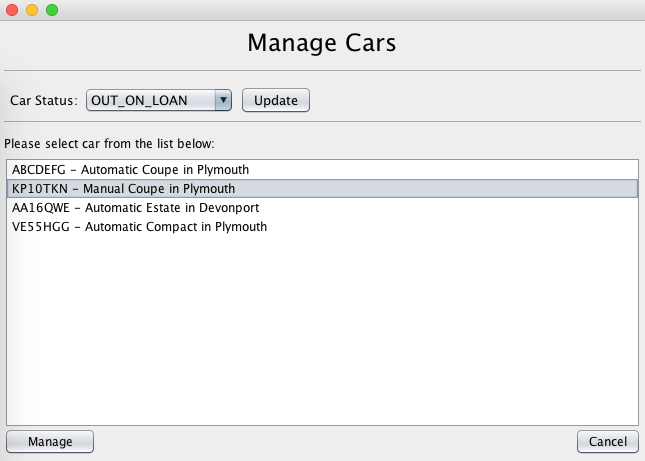 Manage Cars
Car Status: OUT_ON_LOAN Update
Please select car from the list below:
ABCDEFG - Automatic Coupe in Plymouth
KP10TKN - Manual Coupe in Plymouth
AA16QWE - Automatic Estate in Devonport
VE55HGG - Automatic Compact in Plymouth
Manage Cancel